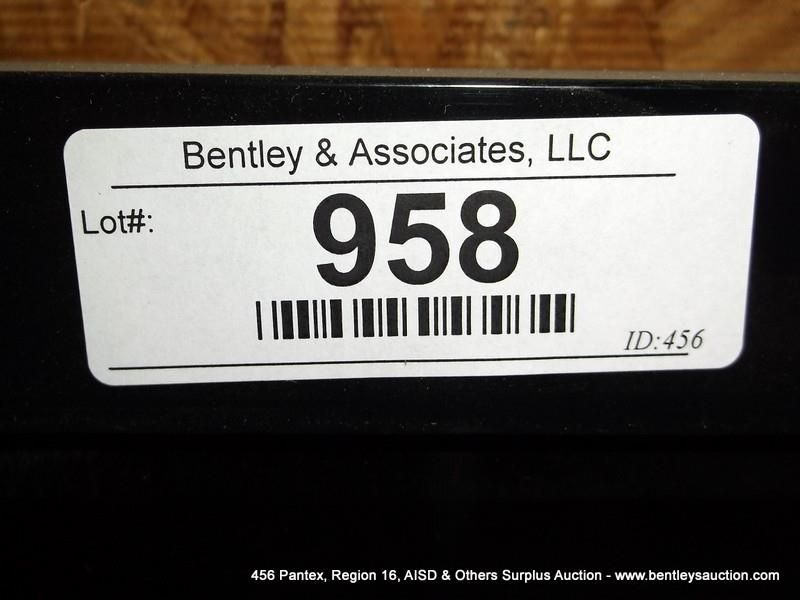 Bentley & Associates, LLC
Lot#:
958
ID:456
456 Pantex, Region 16, AISD & Others Surplus Auction - www.bentleysauction.com